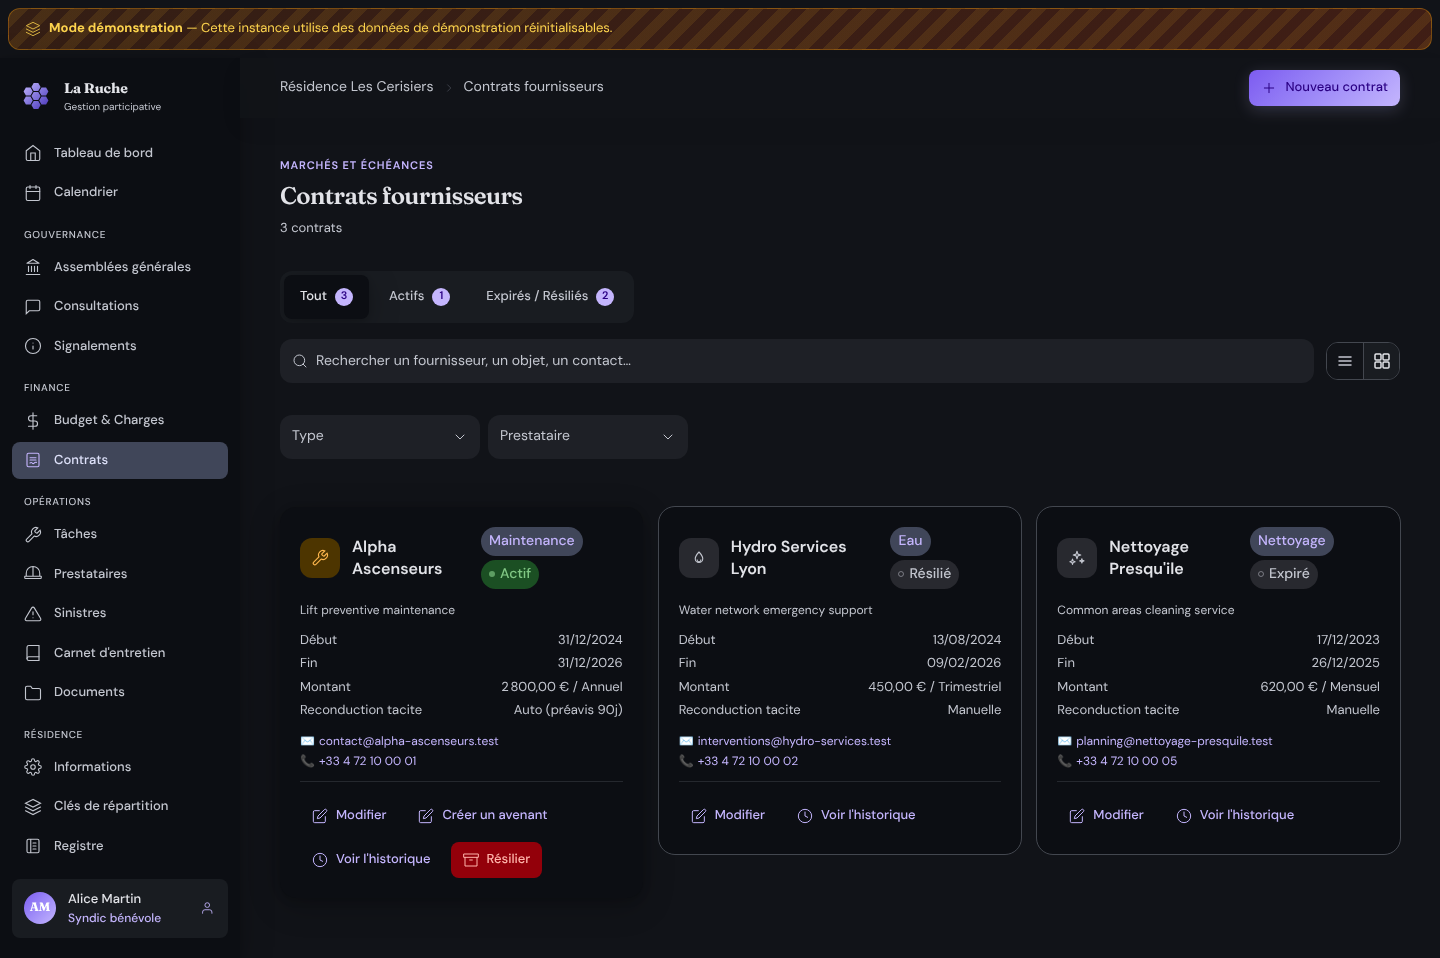 Mode démonstration — Cette instance utilise des données de démonstration réinitialisables.
La Ruche
Gestion participative
Tableau de bord
Calendrier
GOUVERNANCE
Assemblées générales
Consultations
Signalements
FINANCE
Budget & Charges
Contrats
OPÉRATIONS
Tâches
Prestataires
Sinistres
Carnet d'entretien
Documents
RÉSIDENCE
Informations
Clés de répartition
Registre
AM
Alice Martin
Syndic bénévole
Résidence Les Cerisiers > Contrats fournisseurs
Nouveau contrat
MARCHÉS ET ÉCHÉANCES
Contrats fournisseurs
3 contrats
Tout 3 Actifs 1 Expirés / Résiliés 2
Rechercher un fournisseur, un objet, un contact...
Type Prestataire
Alpha
Ascenseurs
Maintenance
Actif
Lift preventive maintenance
Début 31/12/2024
Fin 31/12/2026
Montant 2 800,00 € / Annuel
Reconduction tacite Auto (préavis 90j)
contact@alpha-ascenseurs.test
+33 4 72 10 00 01
Modifier Créer un avenant
Voir l'historique Résilier
Hydro Services
Lyon
Eau
Résilié
Water network emergency support
Début 13/08/2024
Fin 09/02/2026
Montant 450,00 € / Trimestriel
Reconduction tacite Manuelle
interventions@hydro-services.test
+33 4 72 10 00 02
Modifier Voir l'historique
Nettoyage
Presqu'ile
Nettoyage
Expiré
Common areas cleaning service
Début 17/12/2023
Fin 26/12/2025
Montant 620,00 € / Mensuel
Reconduction tacite Manuelle
planning@nettoyage-presquile.test
+33 4 72 10 00 05
Modifier Voir l'historique